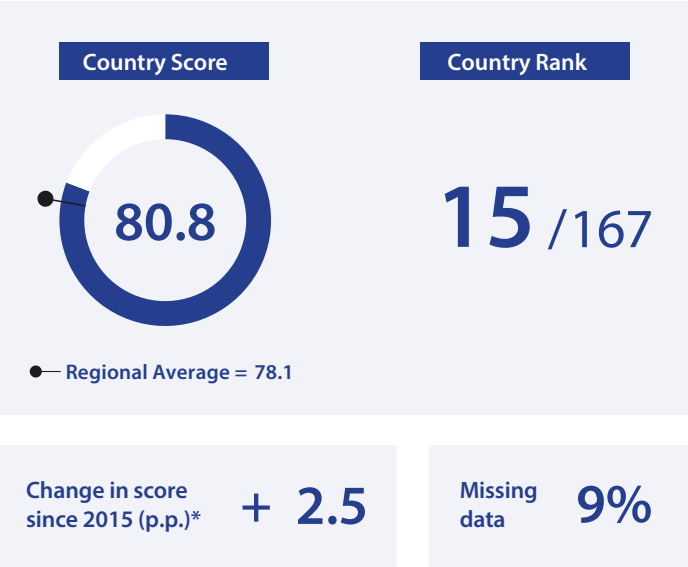 Country Score
Country Rank
80.8
15 /167
Regional Average = 78.1
Change in score
since 2015 (p.p.)*
+ 2.5
Missing
data
9%